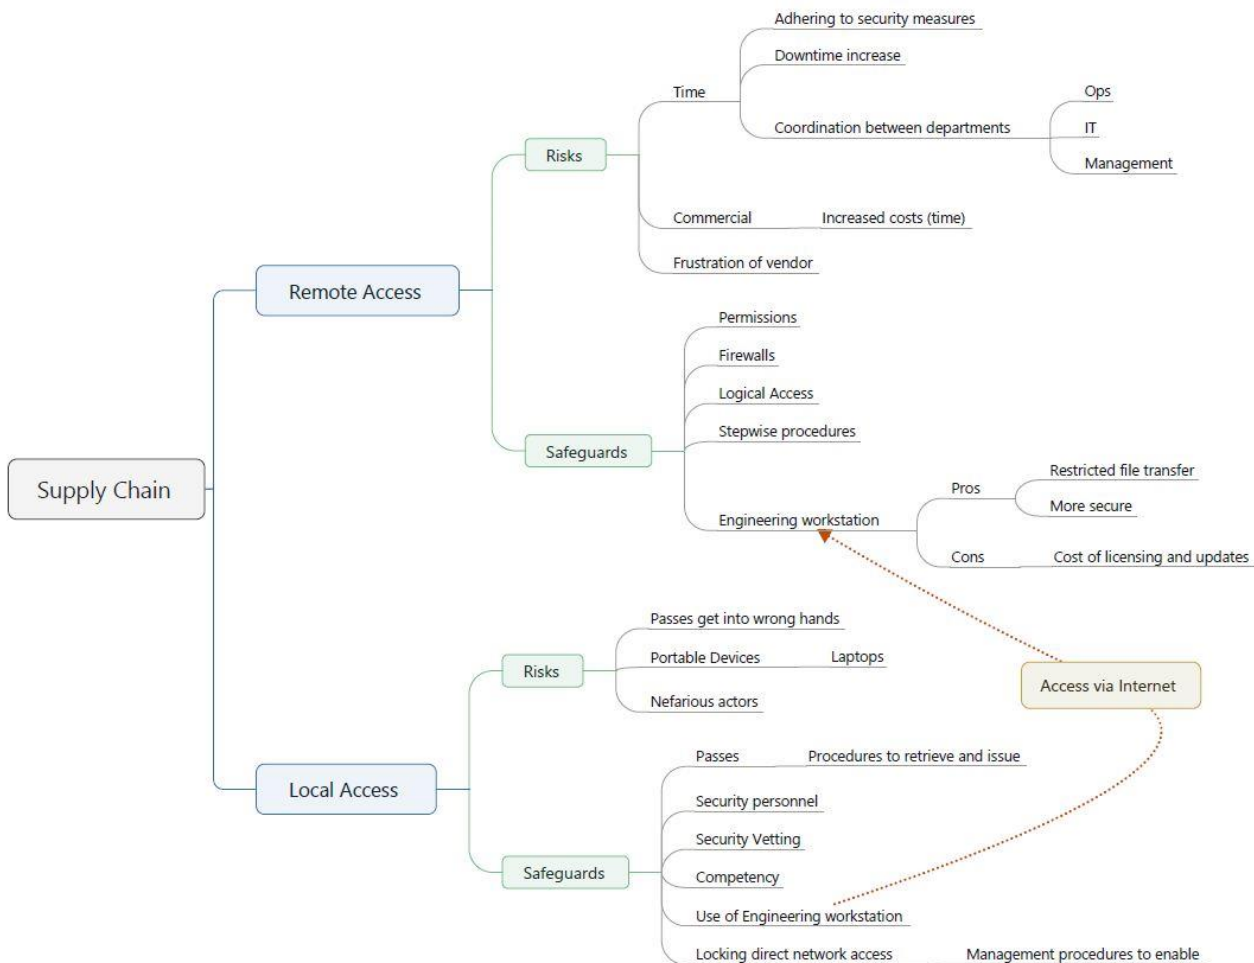 Adhering to security measures
Downtime increase
Time
Ops
Coordination between departments
IT
Management
Risks
Commercial
Increased costs (time)
Frustration of vendor
Remote Access
Permissions
Firewalls
Logical Access
Stepwise procedures
Safeguards
Engineering workstation
Pros
Restricted file transfer
More secure
Cons
Cost of licensing and updates
Supply Chain
Passes get into wrong hands
Risks
Portable Devices
Laptops
Nefarious actors
Access via Internet
Local Access
Passes
Procedures to retrieve and issue
Security personnel
Security Vetting
Safeguards
Competency
Use of Engineering workstation
Locking direct network access
Management procedures to enable